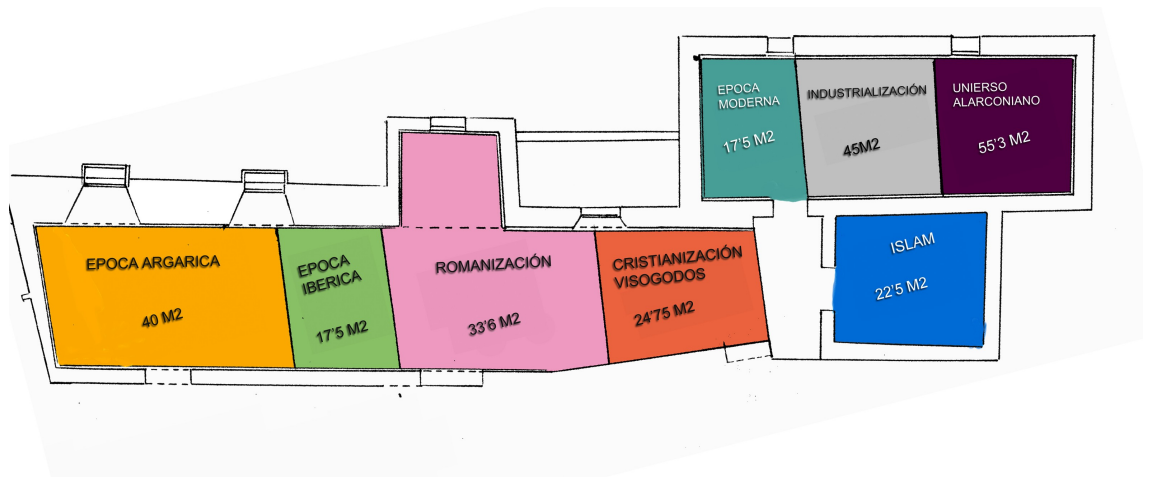 EPOCA
MODERNA
17'5 M2
INDUSTRIALIZACIÓN
45M2
UNIERSO
ALARCONIANO
55'3 M2
EPOCA ARGARICA
40 M2
EPOCA
IBERICA
17'5 M2
ROMANIZACIÓN
33'6 M2
CRISTIANIZACIÓN
VISOGODOS
24'75 M2
ISLAM
22'5 M2